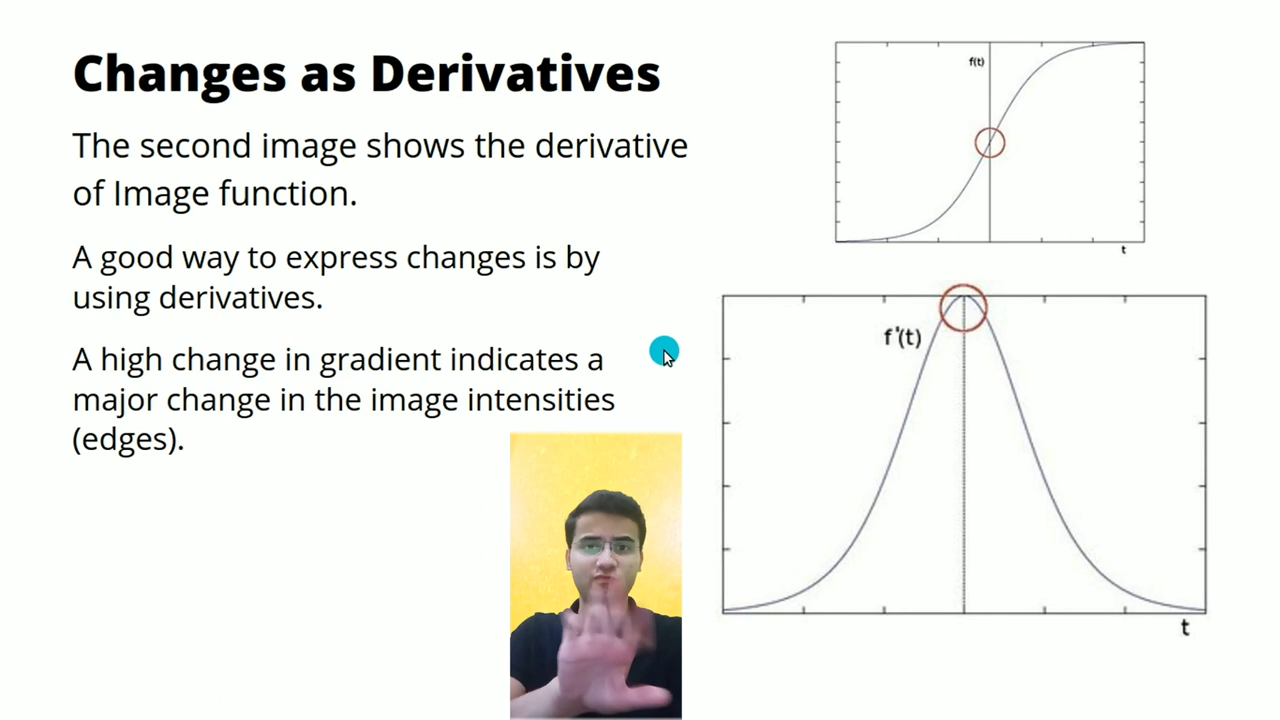 Changes as Derivatives
The second image shows the derivative
of Image function.
A good way to express changes is by
using derivatives.
A high change in gradient indicates a
major change in the image intensities
(edges).
f(t)
t
f'(t)
t